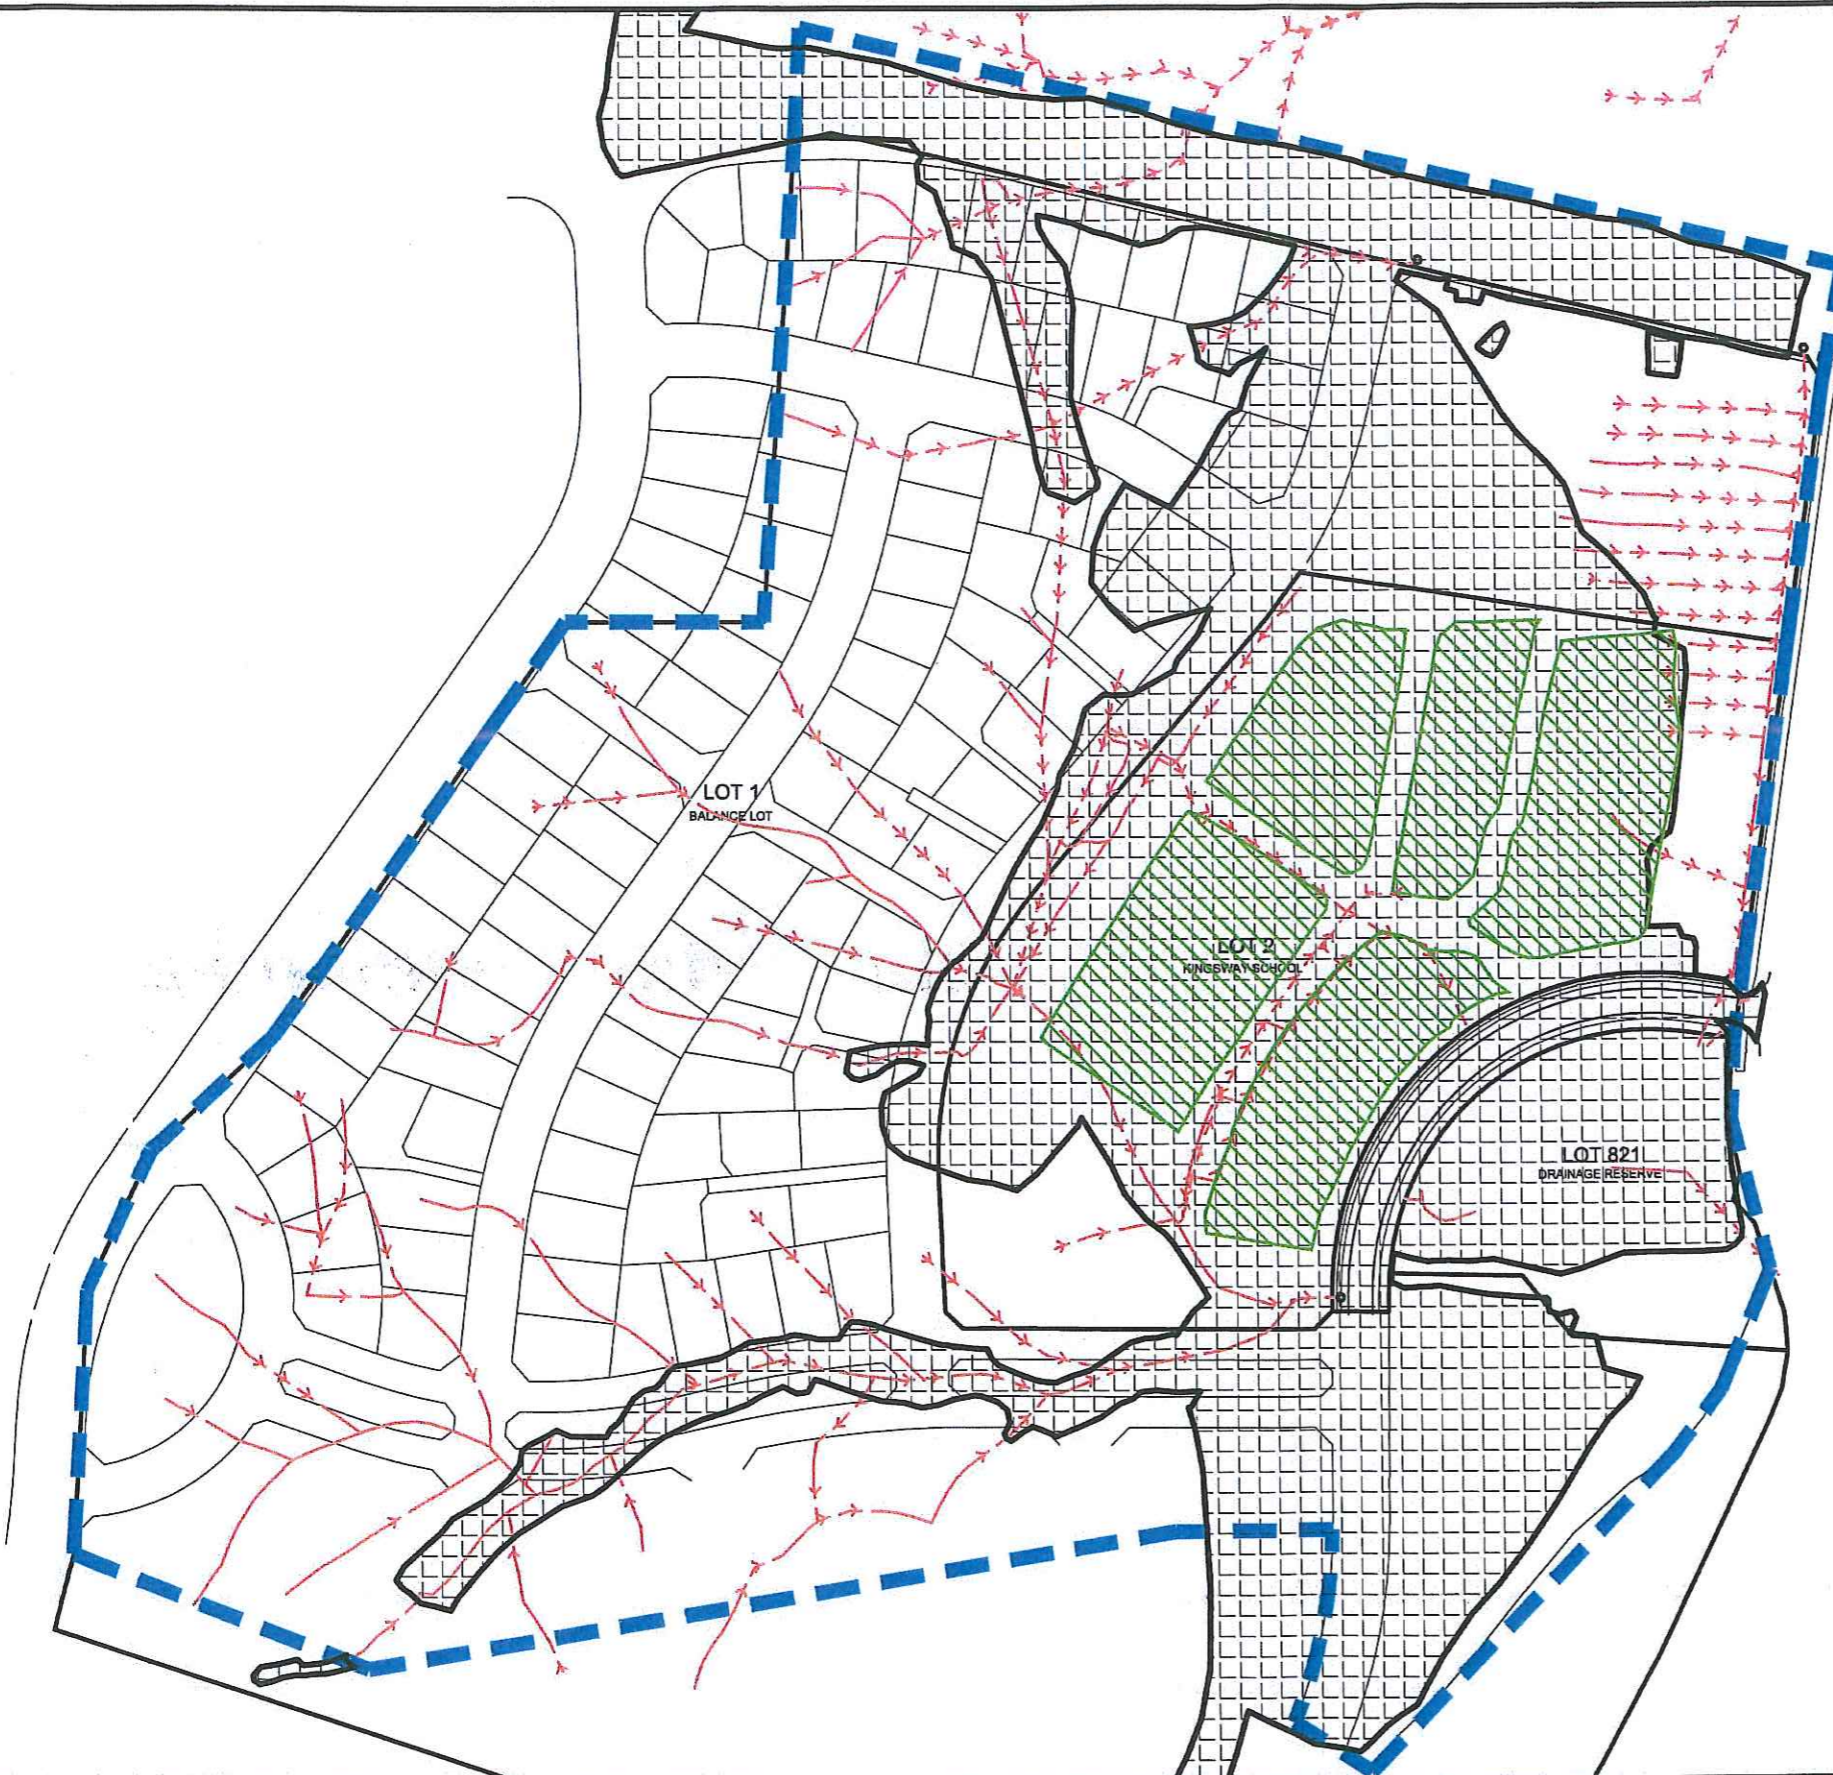 LOT 1
BALANCE LOT
LOT 2
KINGSWAY SCHOOL
LOT 821
DRAINAGE RESERVE